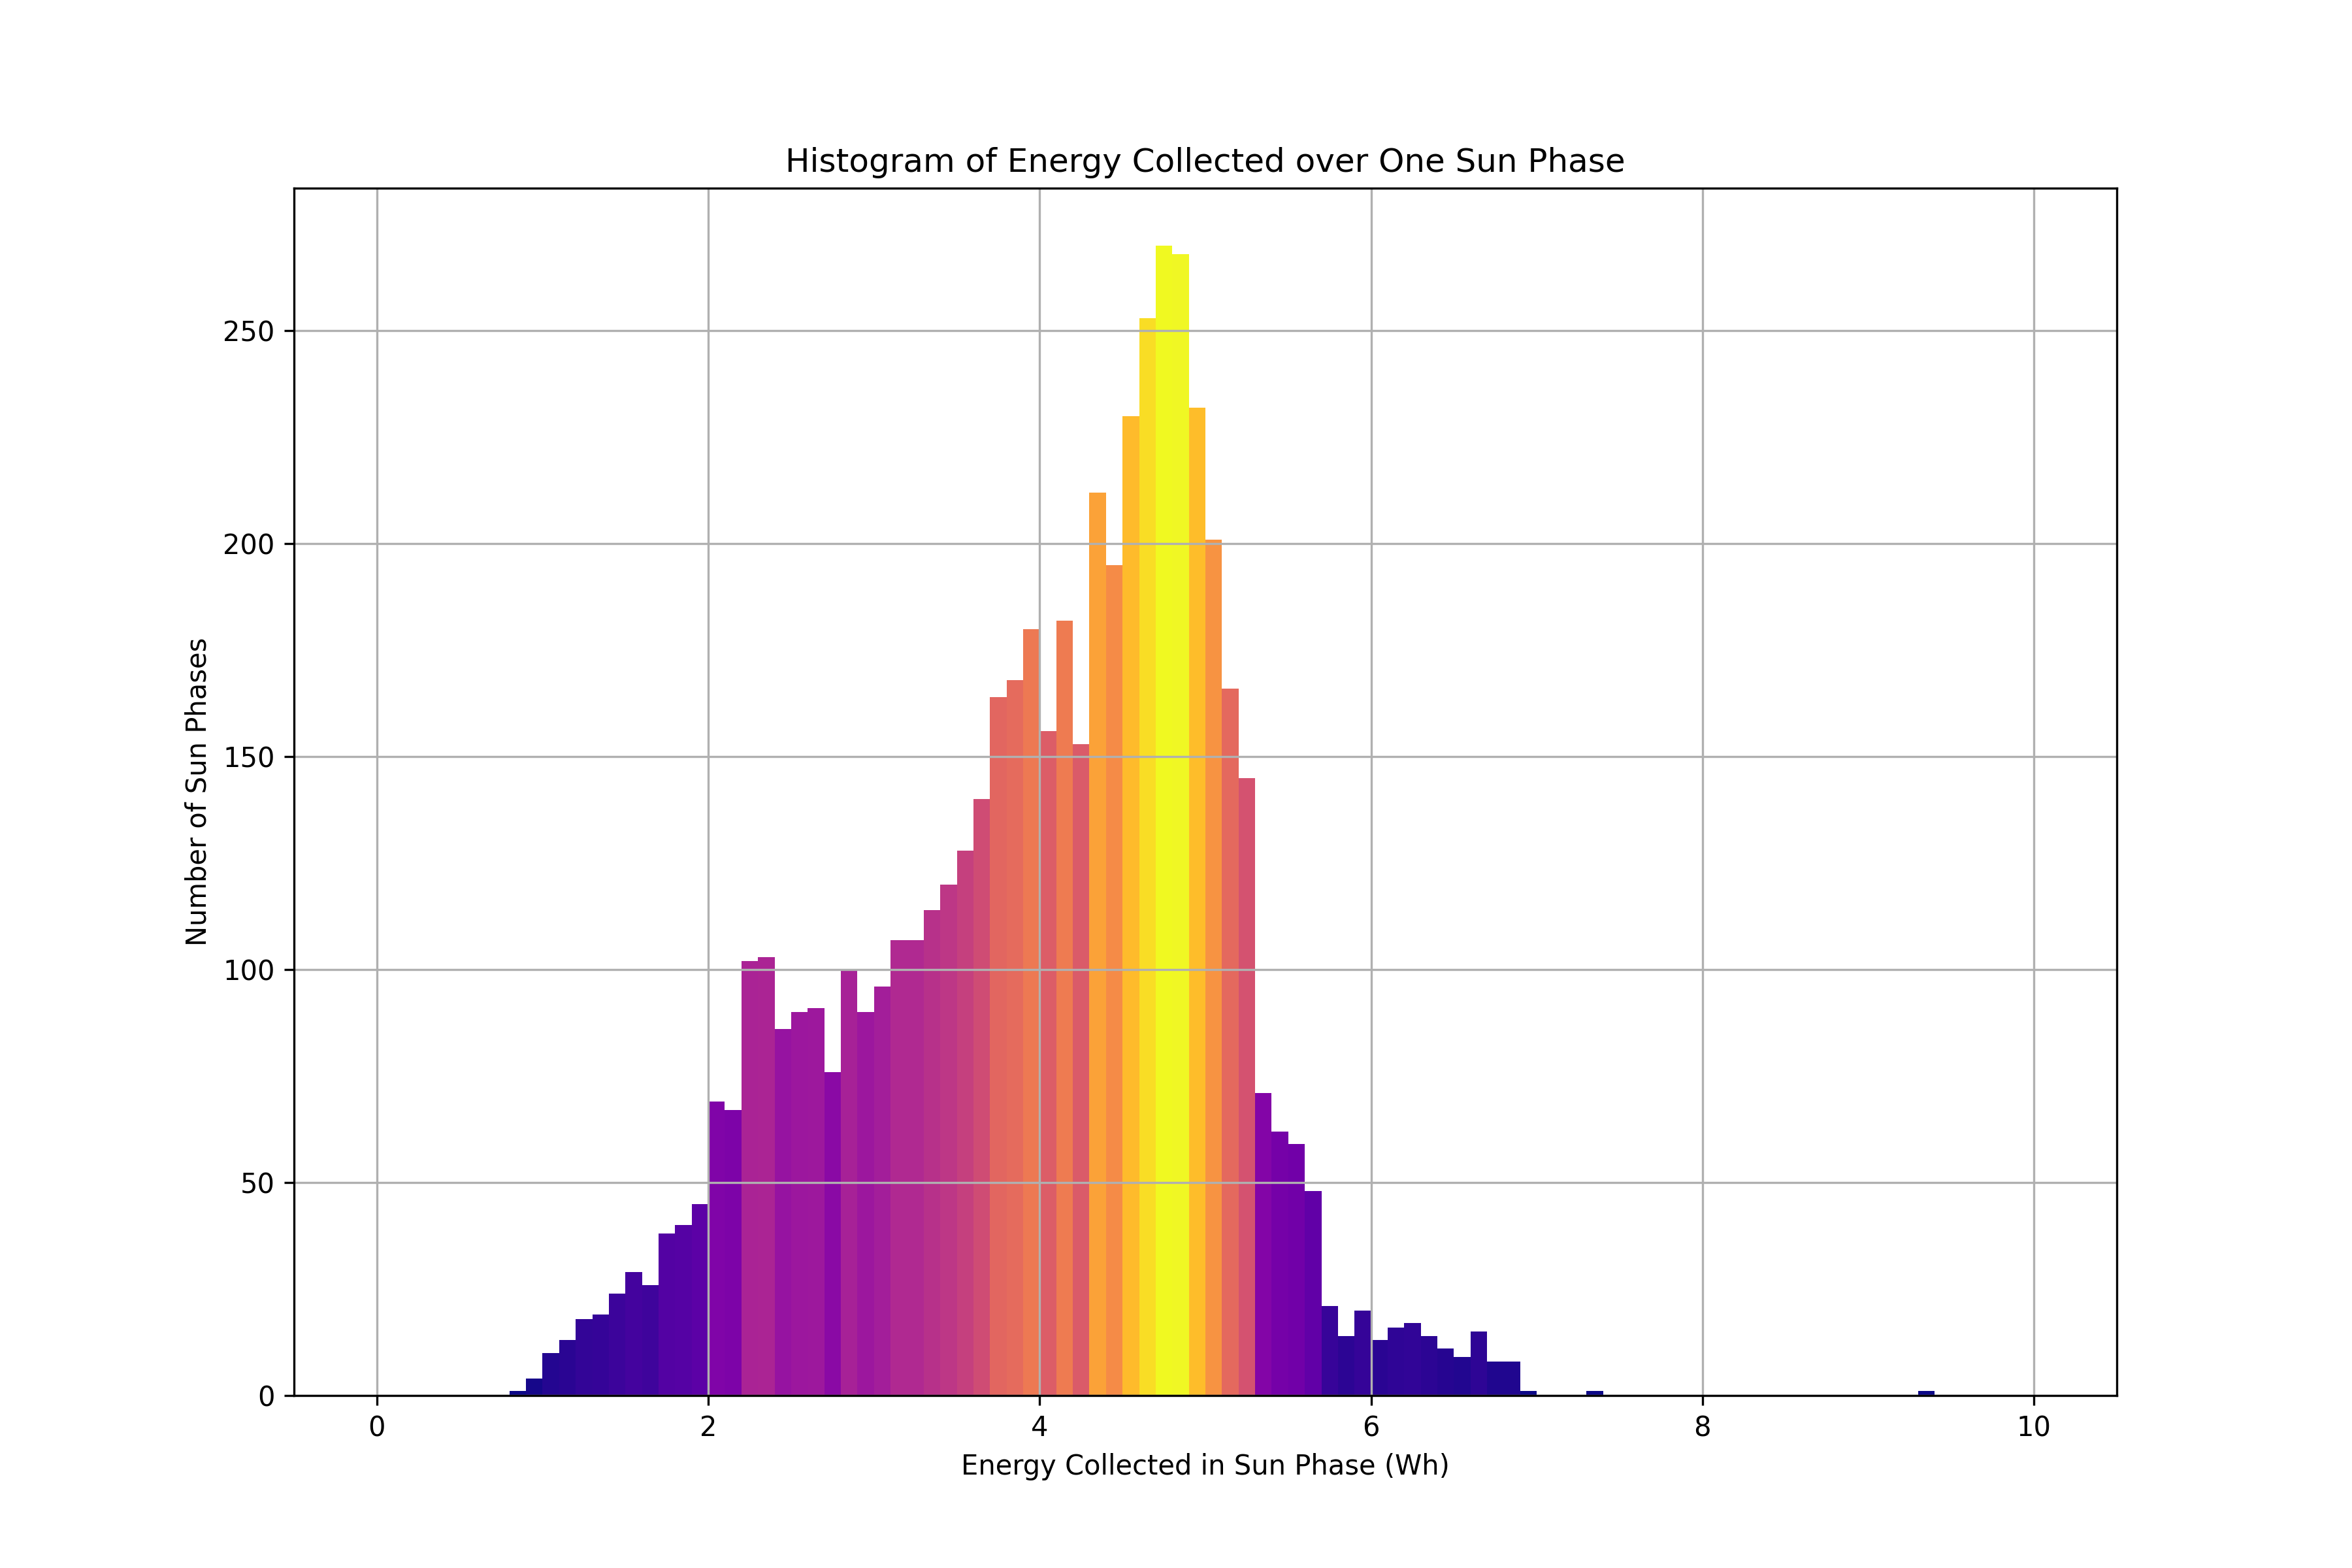 Histogram of Energy Collected over One Sun Phase
250
200
150
100
50
0
Number of Sun Phases
0 2 4 6 8 10
Energy Collected in Sun Phase (Wh)